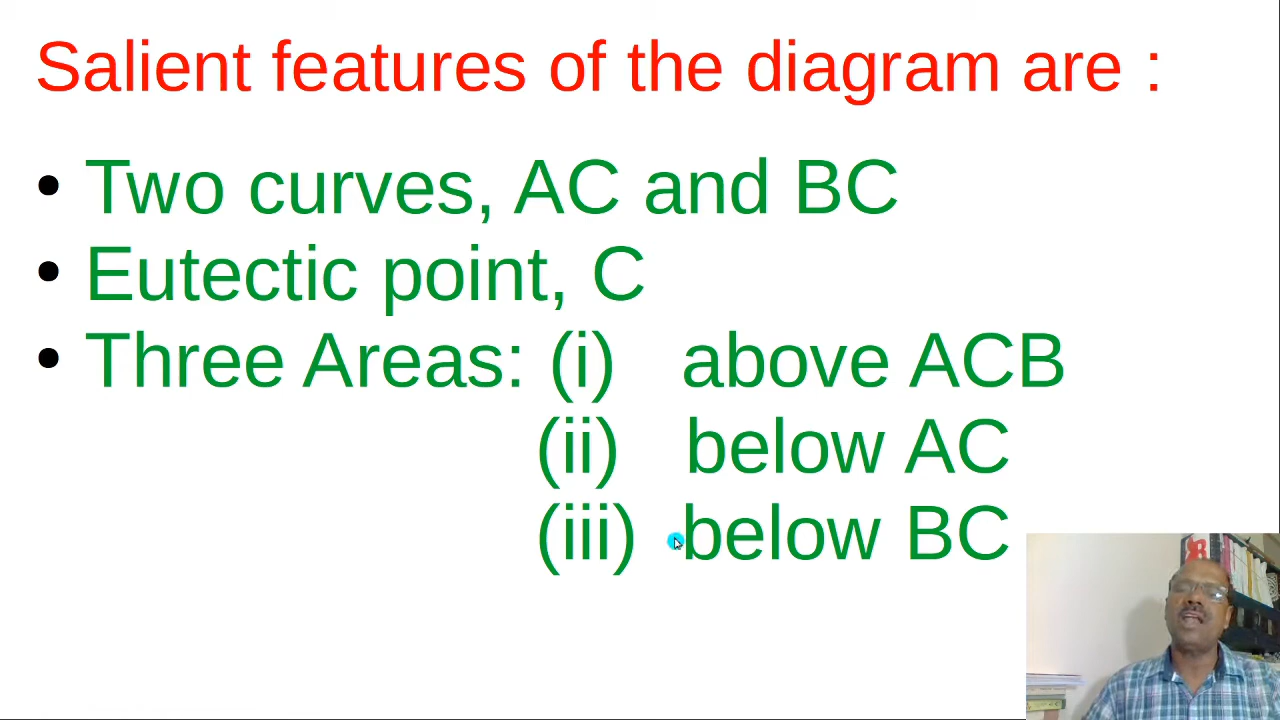 Salient features of the diagram are :
• Two curves, AC and BC
• Eutectic point, C
• Three Areas: (i) above ACB
(ii) below AC
(iii) below BC